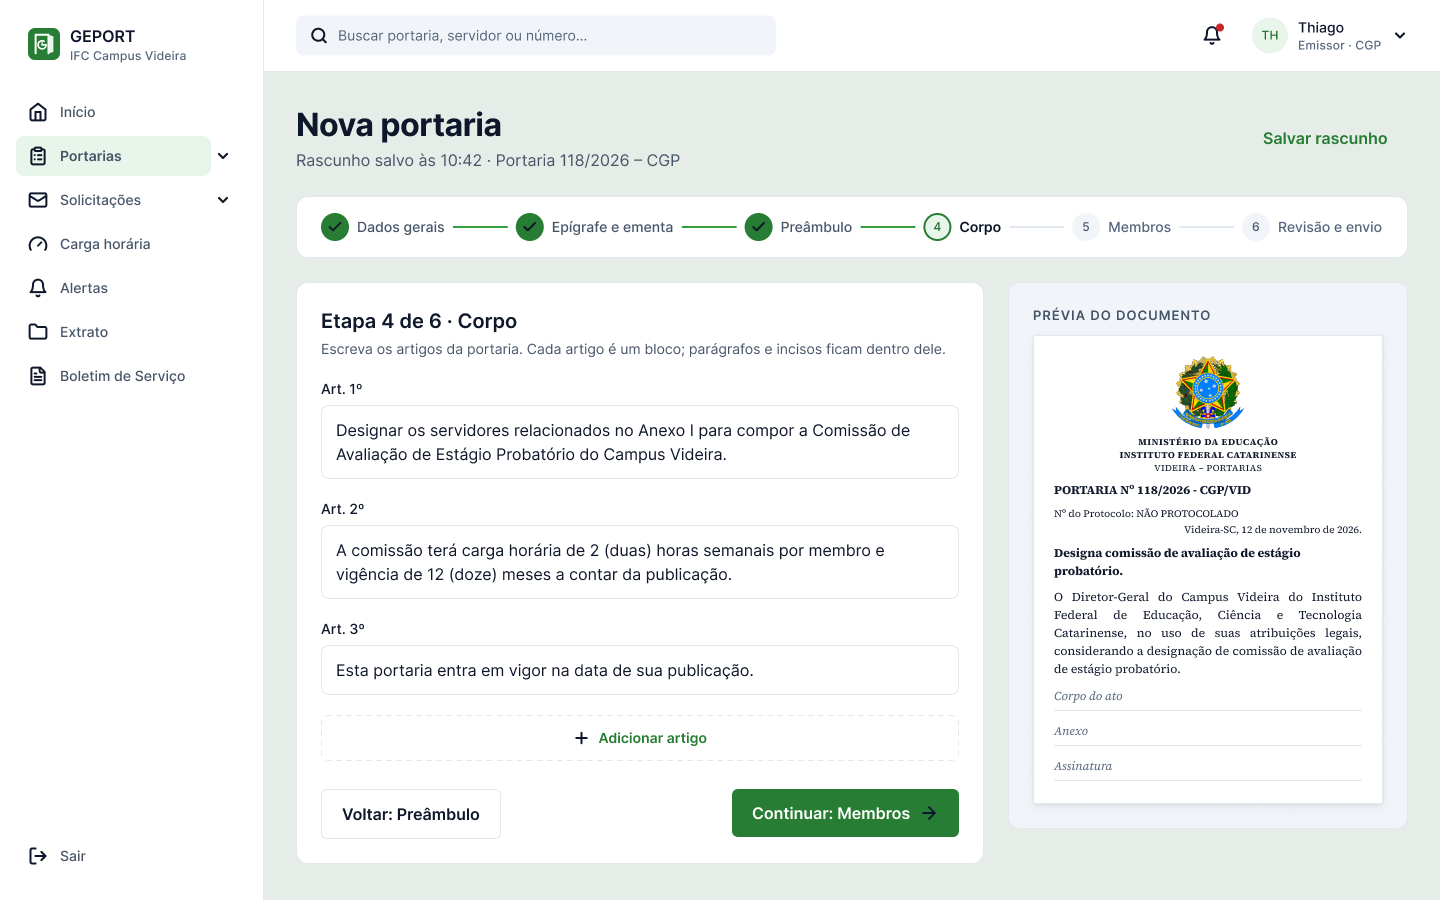 GEPORT
IFC Campus Videira
Início
Portarias
Solicitações
Carga horária
Alertas
Extrato
Boletim de Serviço
Sair
Buscar portaria, servidor ou número...
TH
Thiago
Emissor · CGP
Nova portaria
Rascunho salvo às 10:42 · Portaria 118/2026 – CGP
Salvar rascunho
Dados gerais
Epígrafe e ementa
Preâmbulo
4 Corpo
5 Membros
6 Revisão e envio
Etapa 4 de 6 · Corpo
Escreva os artigos da portaria. Cada artigo é um bloco; parágrafos e incisos ficam dentro dele.
Art. 1º
Designar os servidores relacionados no Anexo I para compor a Comissão de
Avaliação de Estágio Probatório do Campus Videira.
Art. 2º
A comissão terá carga horária de 2 (duas) horas semanais por membro e
vigência de 12 (doze) meses a contar da publicação.
Art. 3º
Esta portaria entra em vigor na data de sua publicação.
Adicionar artigo
Voltar: Preâmbulo
Continuar: Membros
PRÉVIA DO DOCUMENTO
MINISTÉRIO DA EDUCAÇÃO
INSTITUTO FEDERAL CATARINENSE
VIDEIRA – PORTARIAS
PORTARIA Nº 118/2026 - CGP/VID
Nº do Protocolo: NÃO PROTOCOLADO
Videira-SC, 12 de novembro de 2026.
Designa comissão de avaliação de estágio
probatório.
O Diretor-Geral do Campus Videira do Instituto
Federal de Educação, Ciência e Tecnologia
Catarinense, no uso de suas atribuições legais,
considerando a designação de comissão de avaliação
de estágio probatório.
Corpo do ato
Anexo
Assinatura